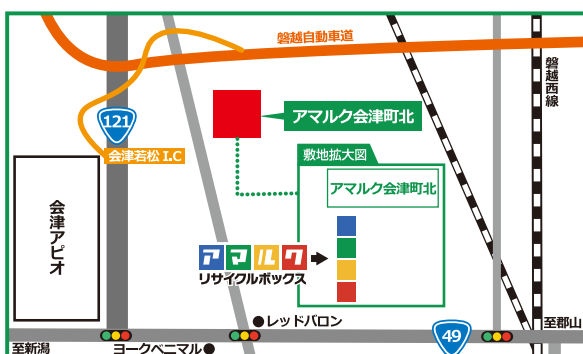 磐越自動車道
磐越西線
121
アマルク会津町北
会津若松 I.C
敷地拡大図
アマルク会津町北
会津アピオ
アマルク
リサイクルボックス
レッドバロン
49
至郡山
至新潟
ヨークベニマル